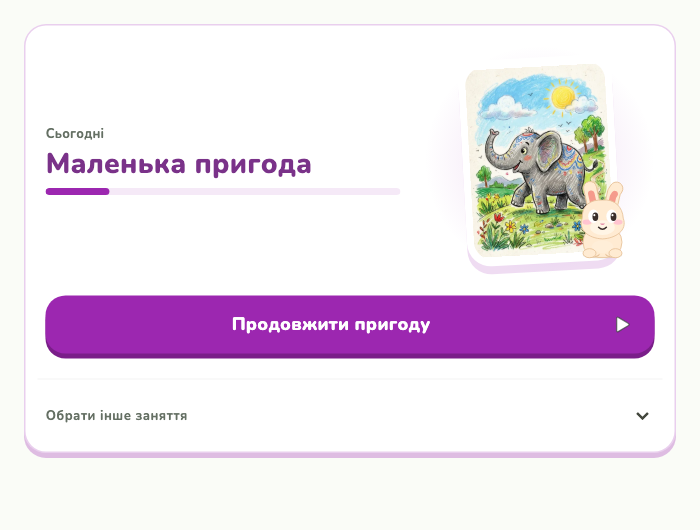 Сьогодні
Маленька пригода
Продовжити пригоду
Обрати інше заняття